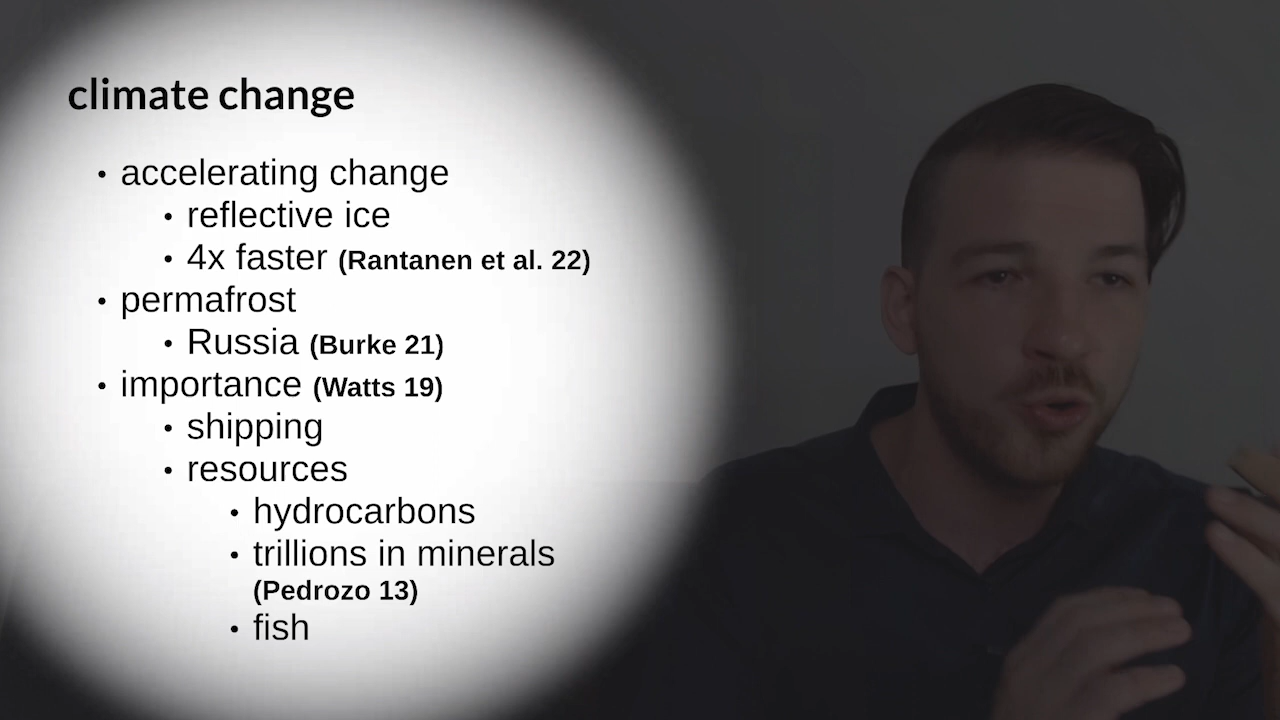 climate change
• accelerating change
• reflective ice
• 4x faster (Rantanen et al. 22)
• permafrost
• Russia (Burke 21)
• importance (Watts 19)
• shipping
• resources
• hydrocarbons
• trillions in minerals
(Pedrozo 13)
• fish